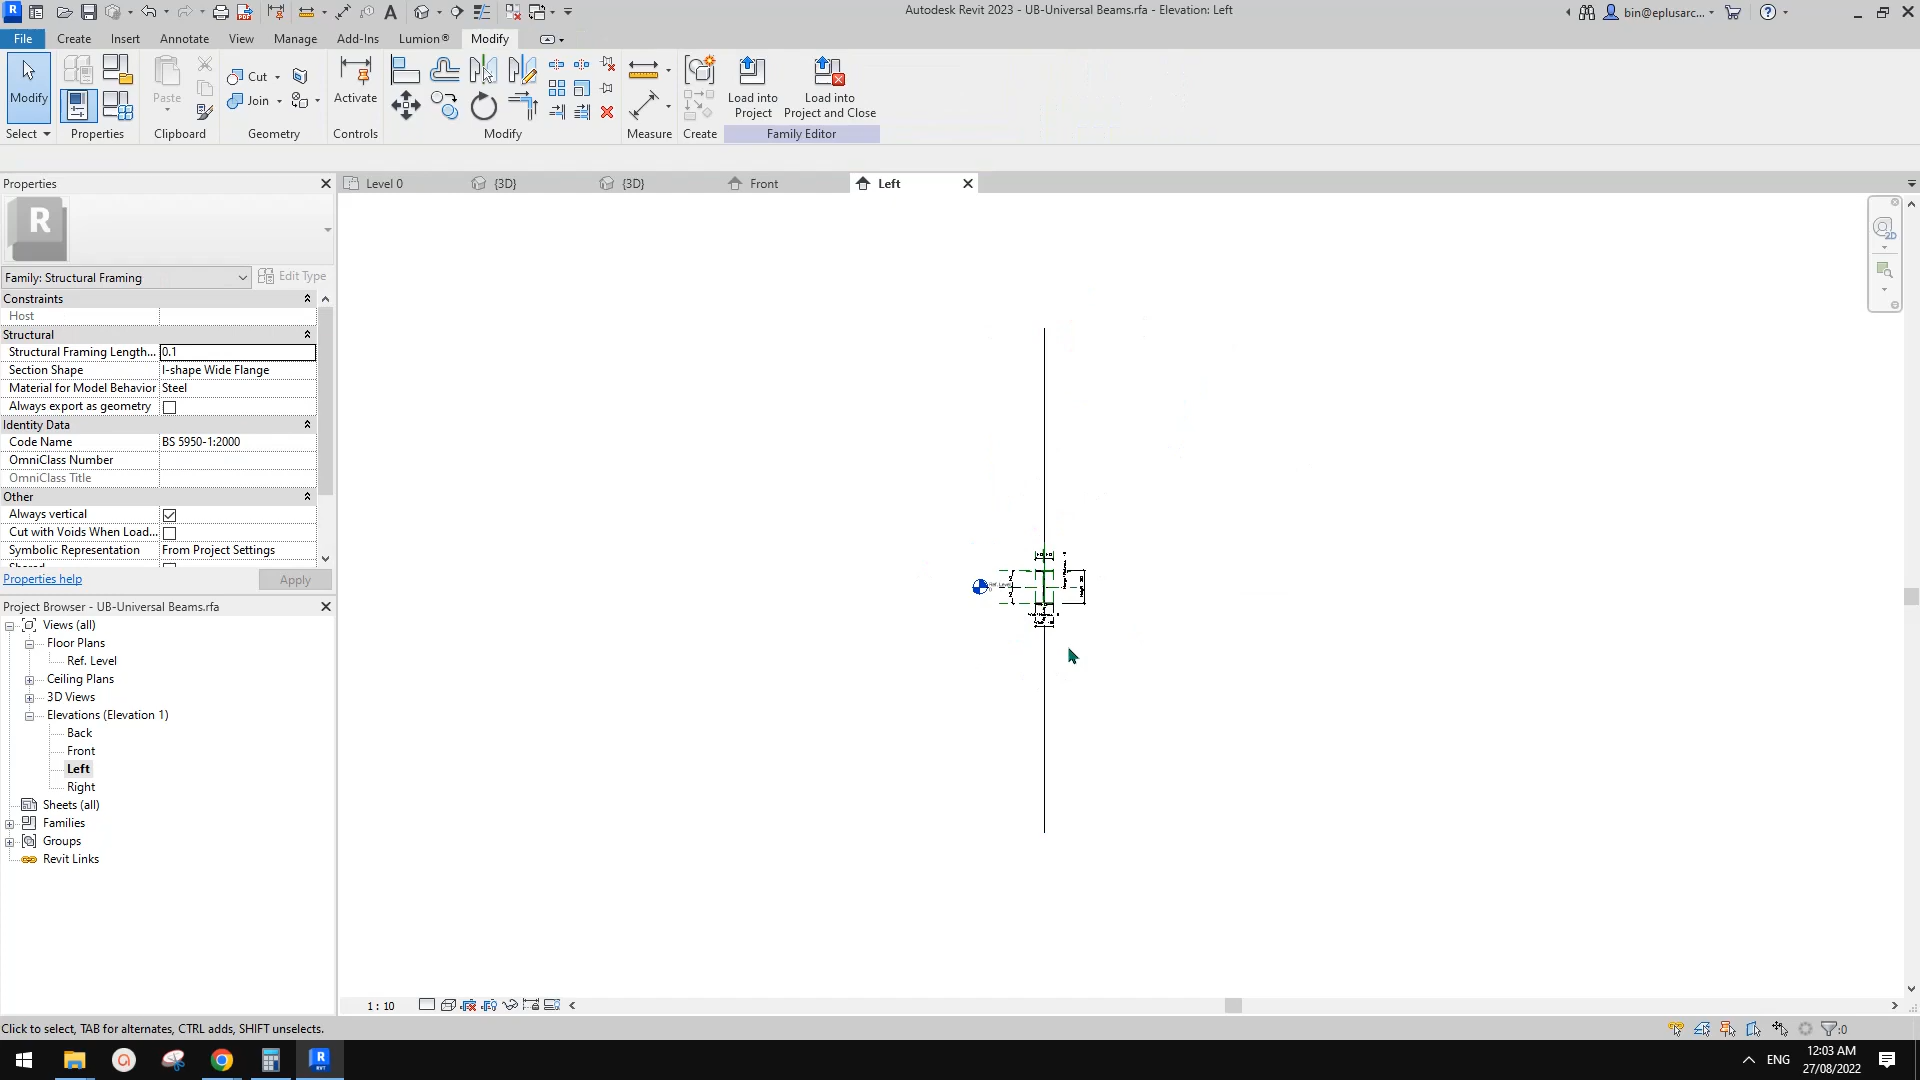 Autodesk Revit 2023 - UB-Universal Beams.rfa - Elevation: Left
bin@eplusarc...
File Create Insert Annotate View Manage Add-Ins Lumion® Modify
Modify
Paste
Cut
Join
Activate
Load into Project
Load into Project and Close
Select Properties Clipboard Geometry Controls Modify Measure Create Family Editor
Properties
Level 0 {3D} {3D} Front Left
R
2D
Family: Structural Framing Edit Type
Constraints
Host
Structural
Structural Framing Length... 0.1
Section Shape I-shape Wide Flange
Material for Model Behavior Steel
Always export as geometry
Identity Data
Code Name BS 5950-1:2000
OmniClass Number
OmniClass Title
Other
Always vertical
Cut with Voids When Load...
Symbolic Representation From Project Settings
Properties help Apply
Ref. Level
Project Browser - UB-Universal Beams.rfa
Views (all)
Floor Plans
Ref. Level
Ceiling Plans
3D Views
Elevations (Elevation 1)
Back
Front
Left
Right
Sheets (all)
Families
Groups
Revit Links
1 : 10
Click to select, TAB for alternates, CTRL adds, SHIFT unselects.
:0
ENG
12:03 AM
27/08/2022